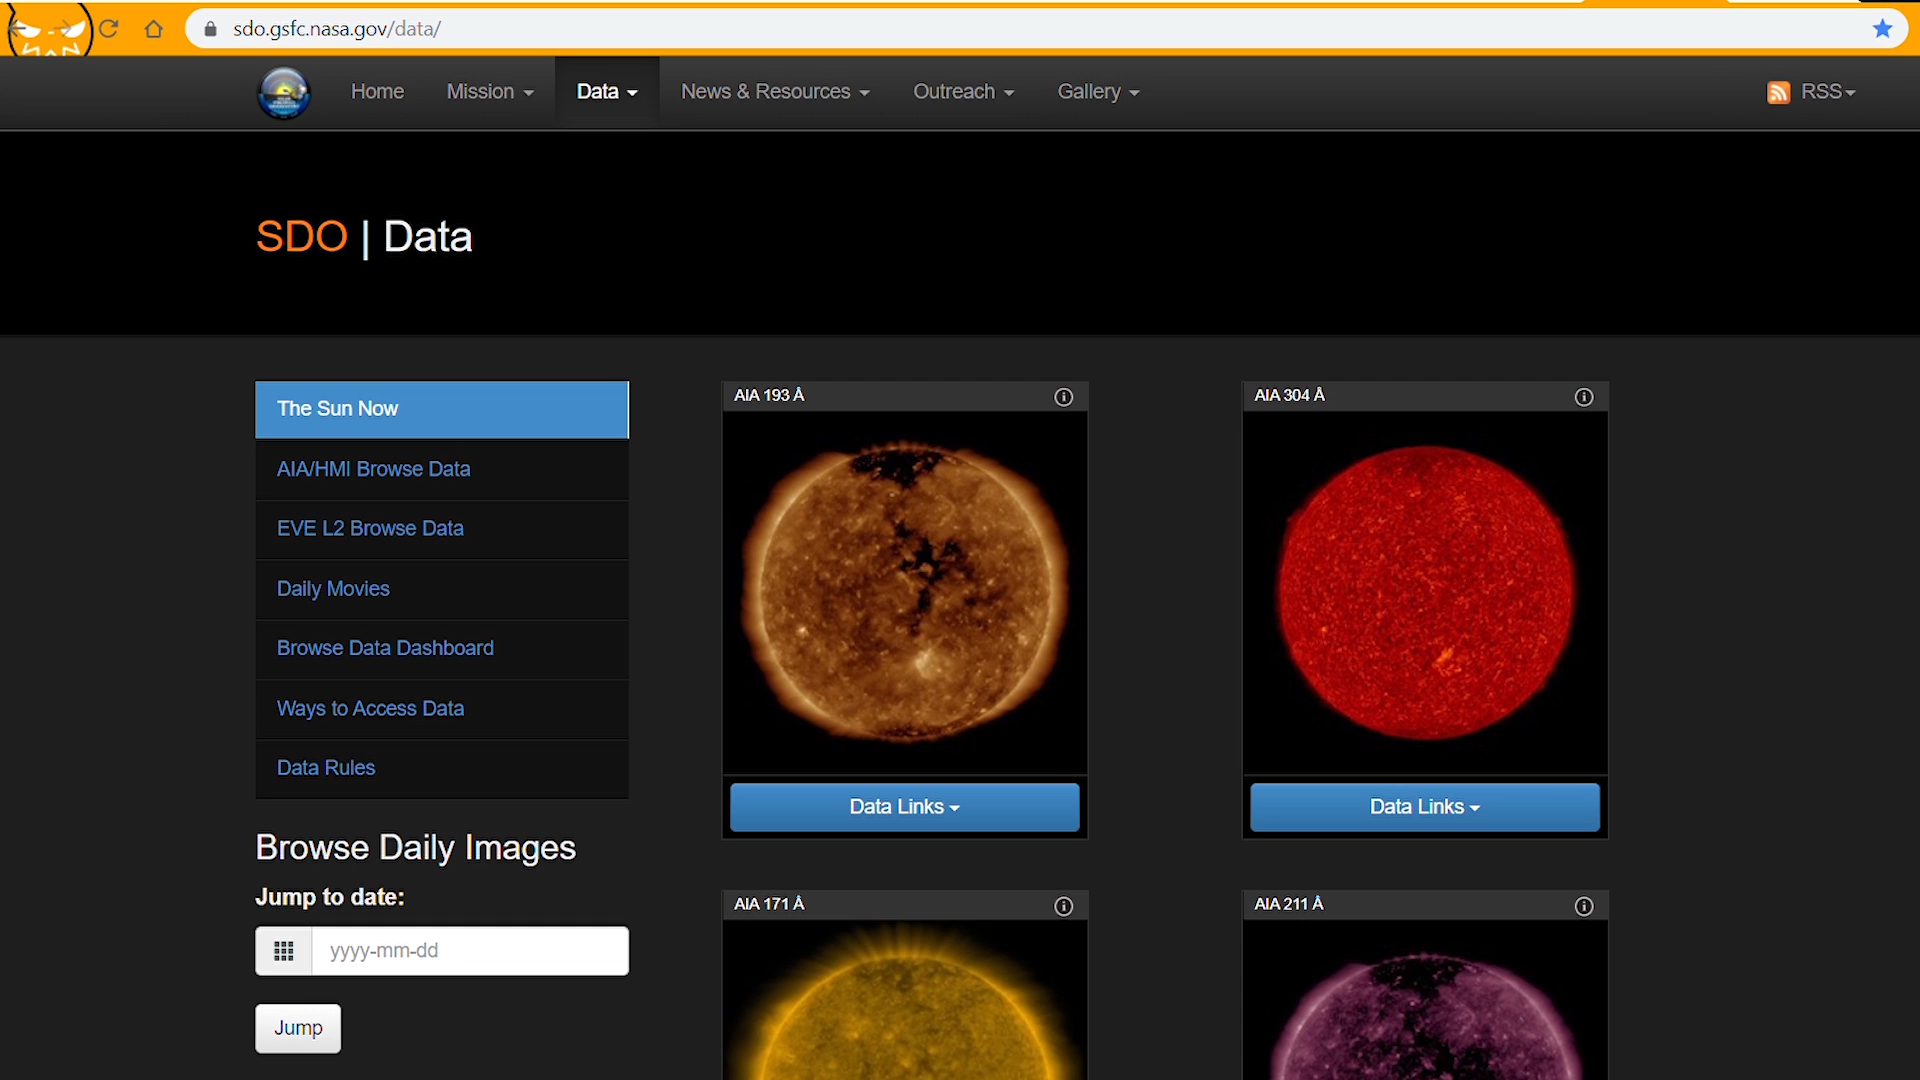 sdo.gsfc.nasa.gov/data/
Home Mission Data News & Resources Outreach Gallery RSS
SDO | Data
The Sun Now
AIA/HMI Browse Data
EVE L2 Browse Data
Daily Movies
Browse Data Dashboard
Ways to Access Data
Data Rules
Browse Daily Images
Jump to date:
yyyy-mm-dd
Jump
AIA 193 Å
Data Links
AIA 304 Å
Data Links
AIA 171 Å
AIA 211 Å